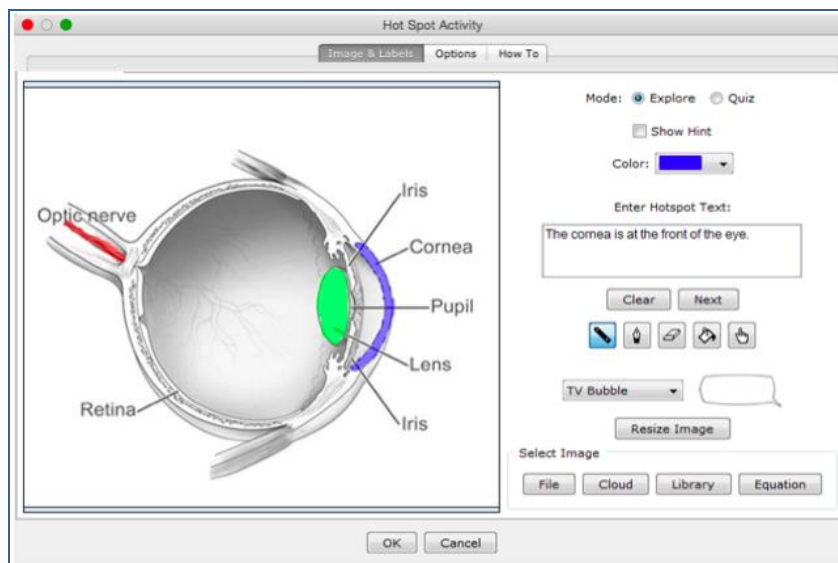 Hot Spot Activity
Image & Labels Options How To
Mode: Explore Quiz
Show Hint
Color:
Enter Hotspot Text:
The cornea is at the front of the eye.
Clear Next
TV Bubble
Resize Image
Select Image
File Cloud Library Equation
Iris
Optic nerve
Cornea
Pupil
Lens
Retina
Iris
OK Cancel